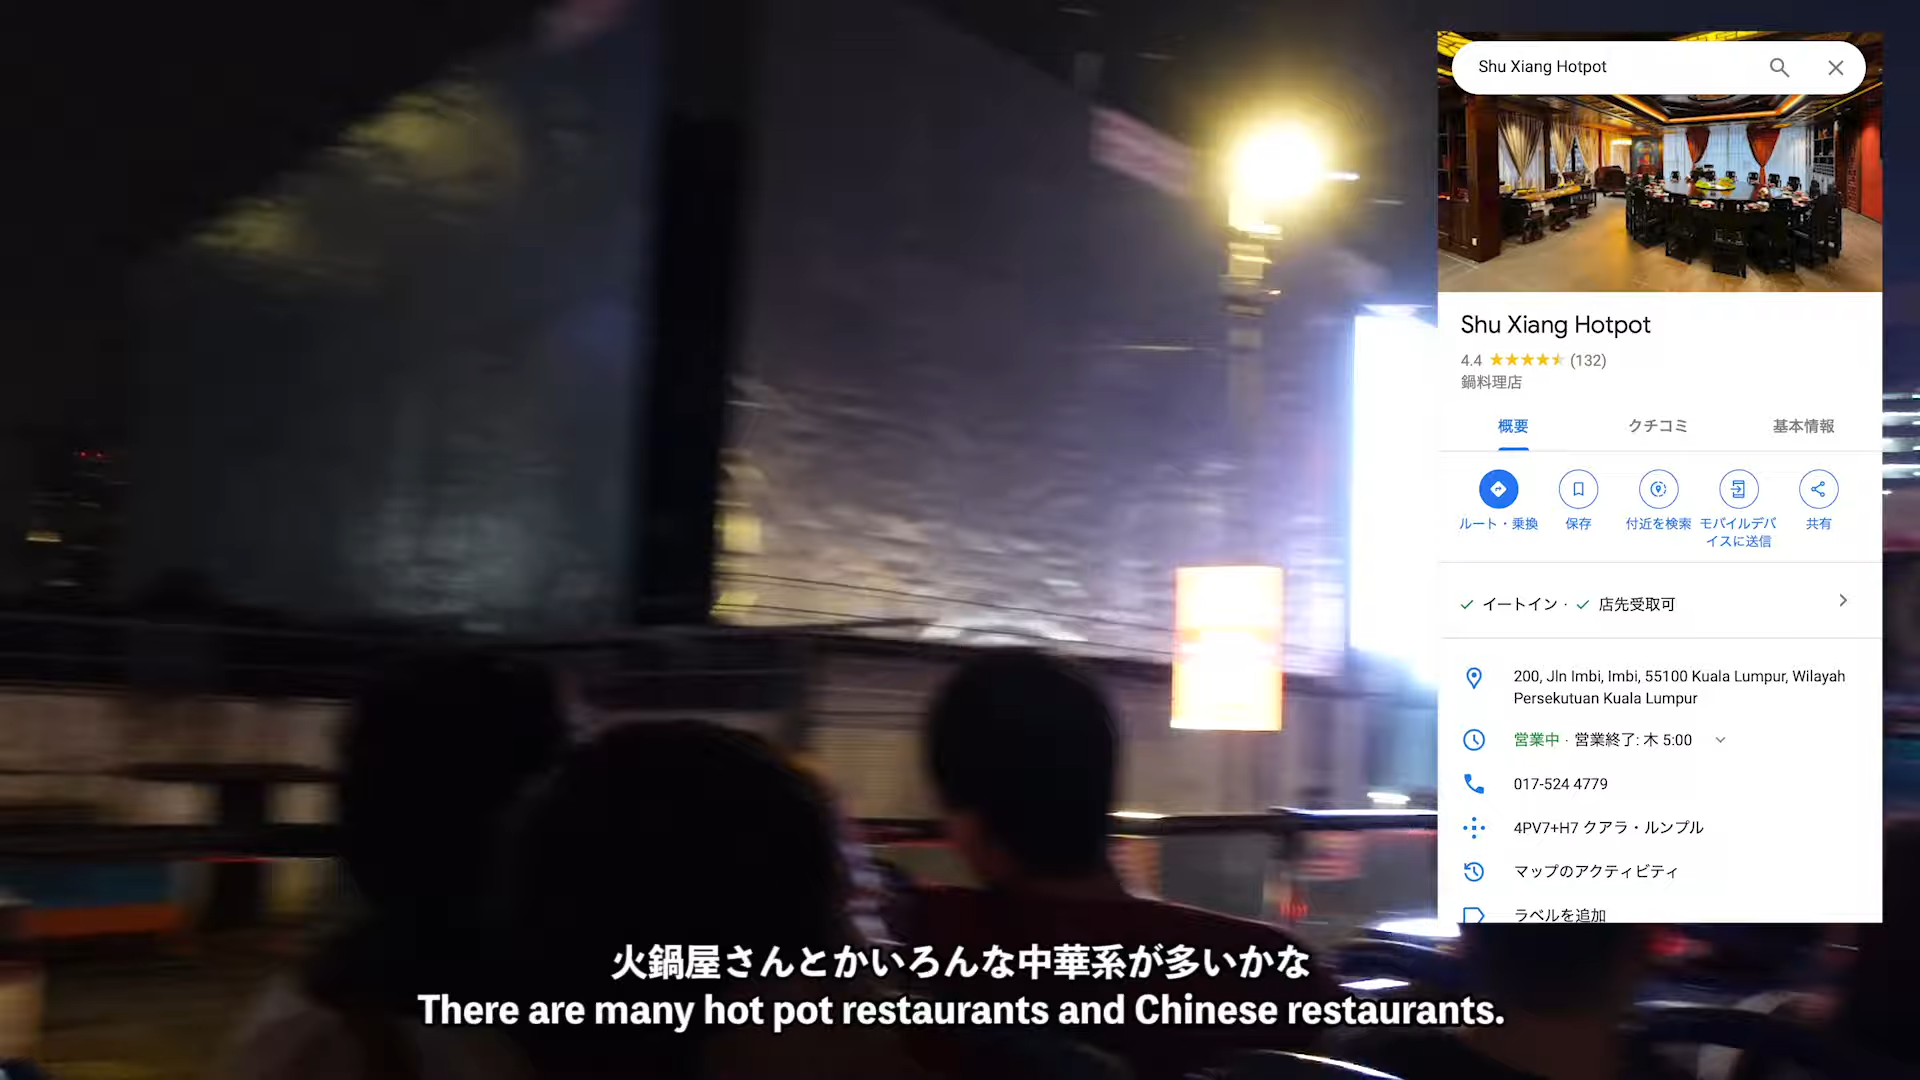 Shu Xiang Hotpot
Shu Xiang Hotpot
4.4 ★★★★★ (132)
鍋料理店
概要
クチコミ
基本情報
ルート・乗換
保存
付近を検索
モバイルデバ
イスに送信
共有
イートイン · ✓ 店先受取可
200, Jln Imbi, Imbi, 55100 Kuala Lumpur, Wilayah
Persekutuan Kuala Lumpur
営業中 · 営業終了: 木 5:00
017-524 4779
4PV7+H7 クアラ・ルンプル
マップのアクティビティ
ラベルを追加
火鍋屋さんとかいろんな中華系が多いかな
There are many hot pot restaurants and Chinese restaurants.